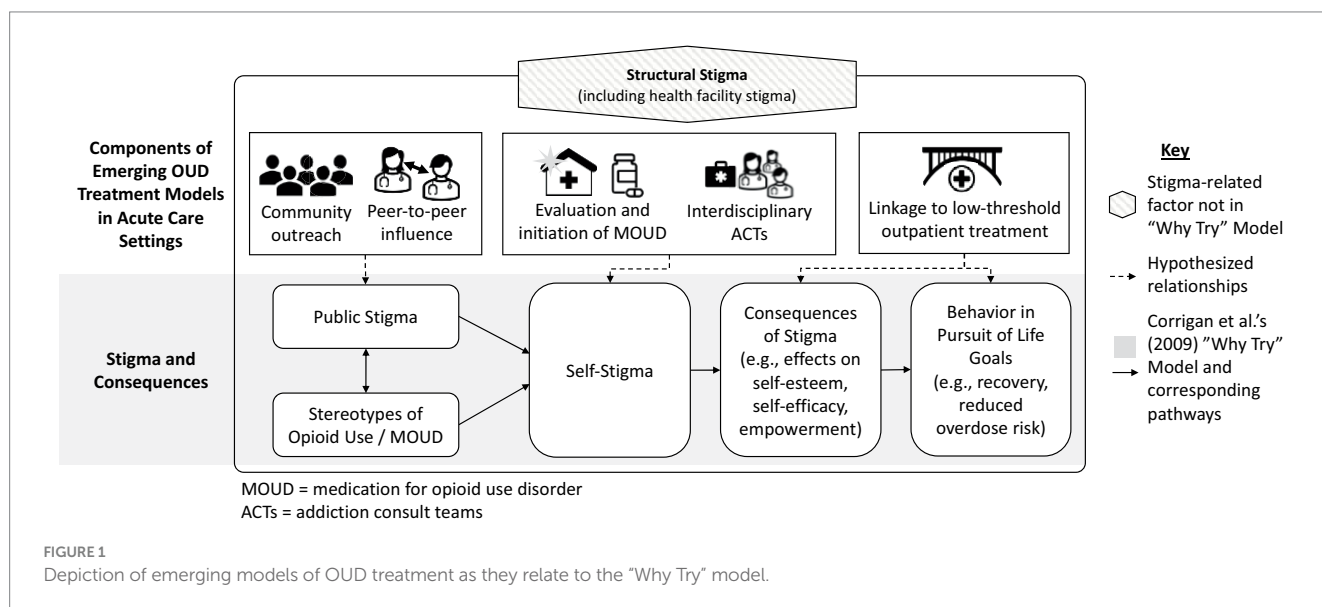 Structural Stigma
(including health facility stigma)
Components of
Emerging OUD
Treatment Models
in Acute Care
Settings
Community
outreach
Peer-to-peer
influence
Evaluation and
initiation of MOUD
Interdisciplinary
ACTs
Linkage to low-threshold
outpatient treatment
Stigma and
Consequences
Public Stigma
Stereotypes of
Opioid Use / MOUD
Self-Stigma
Consequences
of Stigma
(e.g., effects on
self-esteem,
self-efficacy,
empowerment)
Behavior in
Pursuit of Life
Goals
(e.g., recovery,
reduced
overdose risk)
Key
Stigma-related
factor not in
“Why Try” Model
Hypothesized
relationships
Corrigan et al.’s
(2009) ”Why Try”
Model and
corresponding
pathways
MOUD = medication for opioid use disorder
ACTs = addiction consult teams
FIGURE 1
Depiction of emerging models of OUD treatment as they relate to the “Why Try” model.